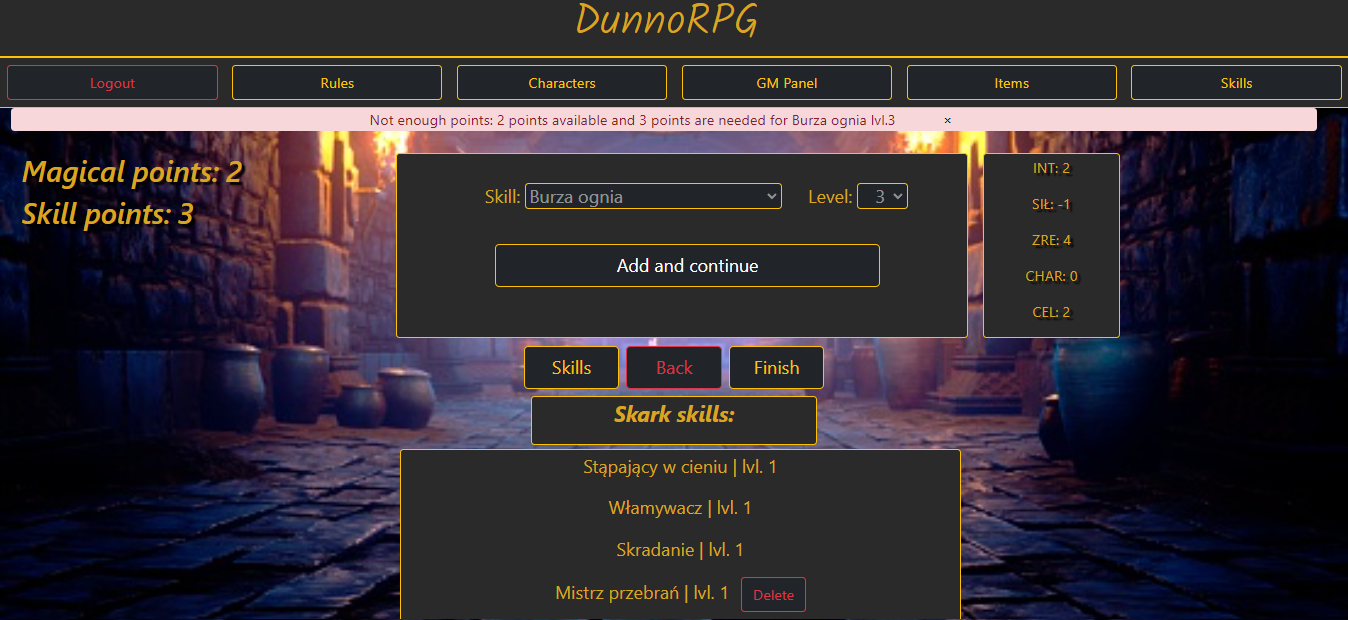 DunnoRPG
Logout Rules Characters GM Panel Items Skills
Not enough points: 2 points available and 3 points are needed for Burza ognia lvl.3 ×
Magical points: 2
Skill points: 3
Skill: Burza ognia Level: 3
Add and continue
INT: 2
SIŁ: -1
ZRE: 4
CHAR: 0
CEL: 2
Skills Back Finish
Skark skills:
Stąpający w cieniu | lvl. 1
Włamywacz | lvl. 1
Skradanie | lvl. 1
Mistrz przebrań | lvl. 1 Delete